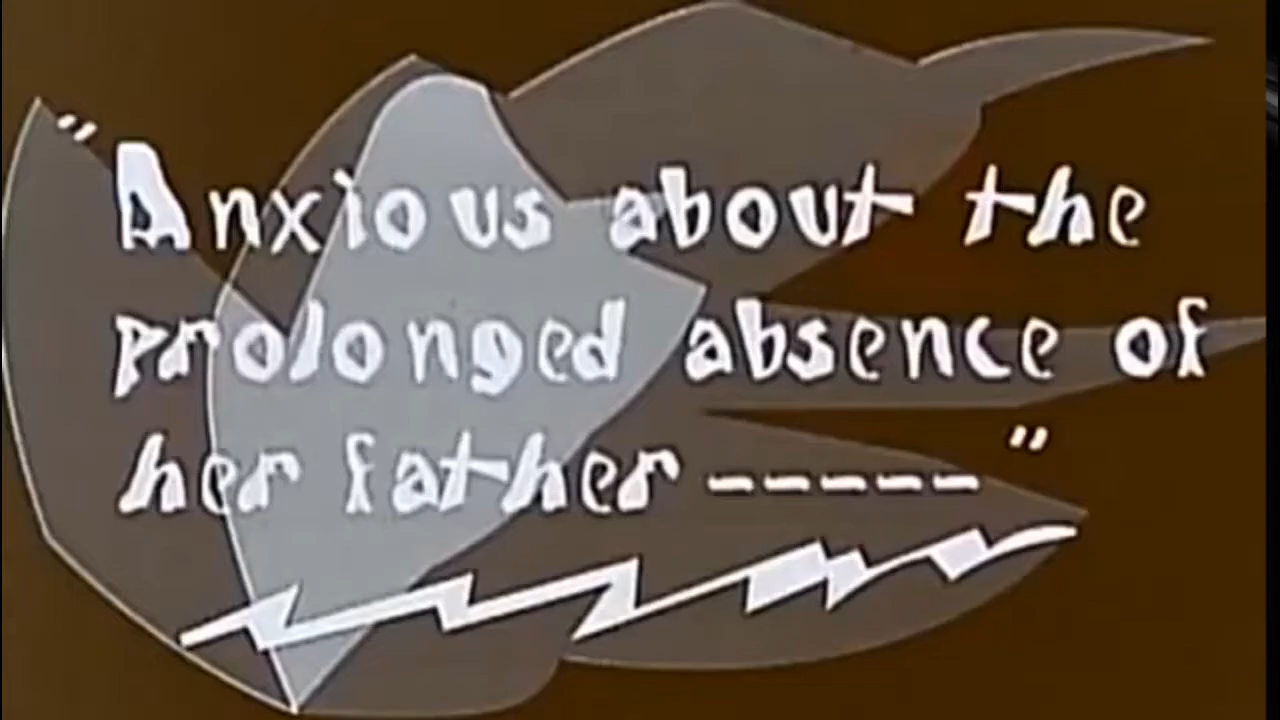 "Anxious about the
prolonged absence of
her father ------"